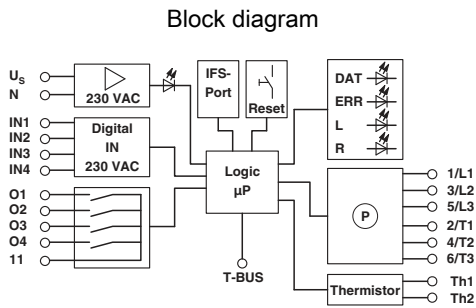 Block diagram
U_S
N
230 VAC
IFS-
Port
Reset
DAT
ERR
L
R
IN1
IN2
IN3
IN4
Digital
IN
230 VAC
Logic
µP
O1
O2
O3
O4
11
T-BUS
P
1/L1
3/L2
5/L3
2/T1
4/T2
6/T3
Thermistor
Th1
Th2